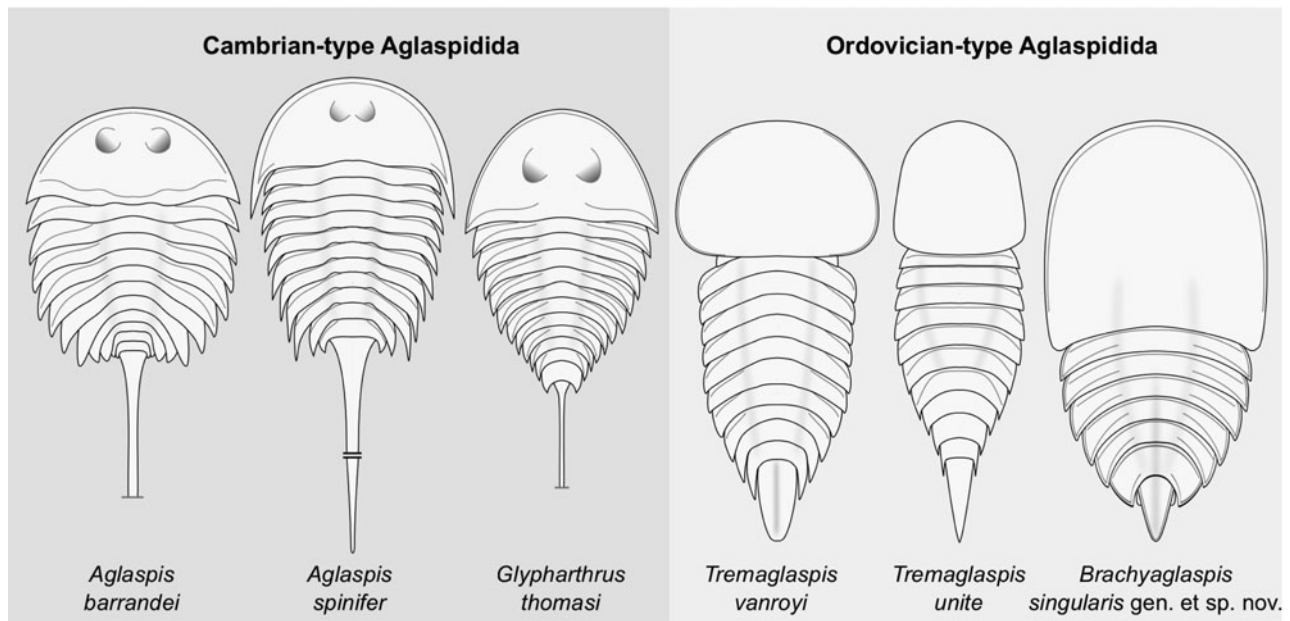 Cambrian-type Aglaspidida
Ordovician-type Aglaspidida
Aglaspis
barrandei
Aglaspis
spinifer
Glypharthrus
thomasi
Tremaglaspis
vanroyi
Tremaglaspis
unite
Brachyaglaspis
singularis gen. et sp. nov.